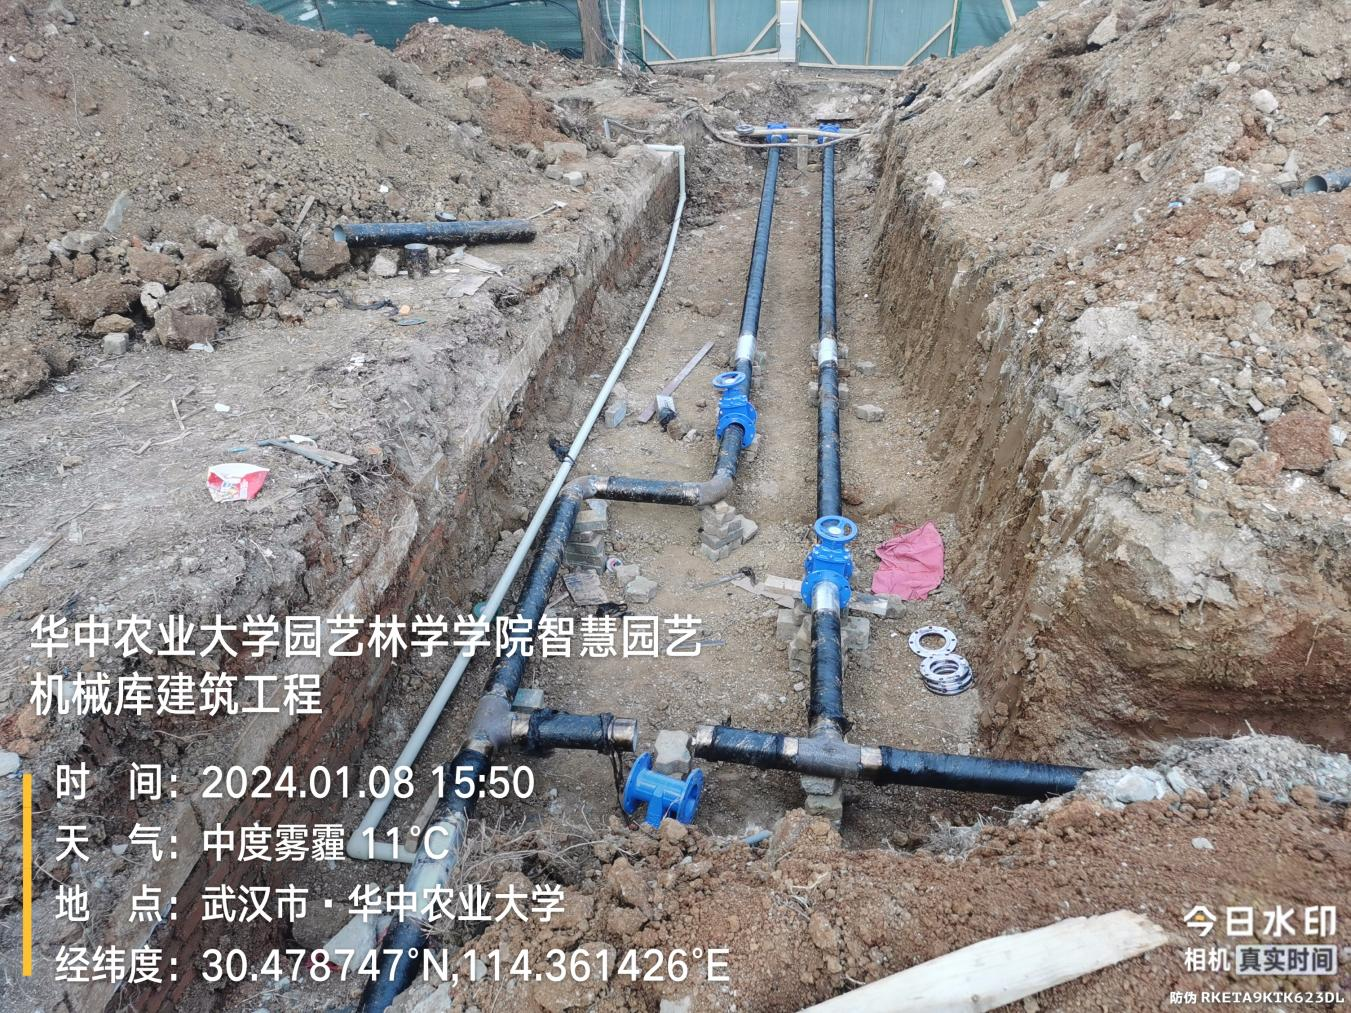 华中农业大学园艺林学学院智慧园艺
机械库建筑工程
时 间：2024.01.08 15:50
天 气：中度雾霾 11°C
地 点：武汉市·华中农业大学
经纬度：30.478747°N,114.361426°E
今日水印
相机 真实时间
防伪 RKETA9KTK623DL